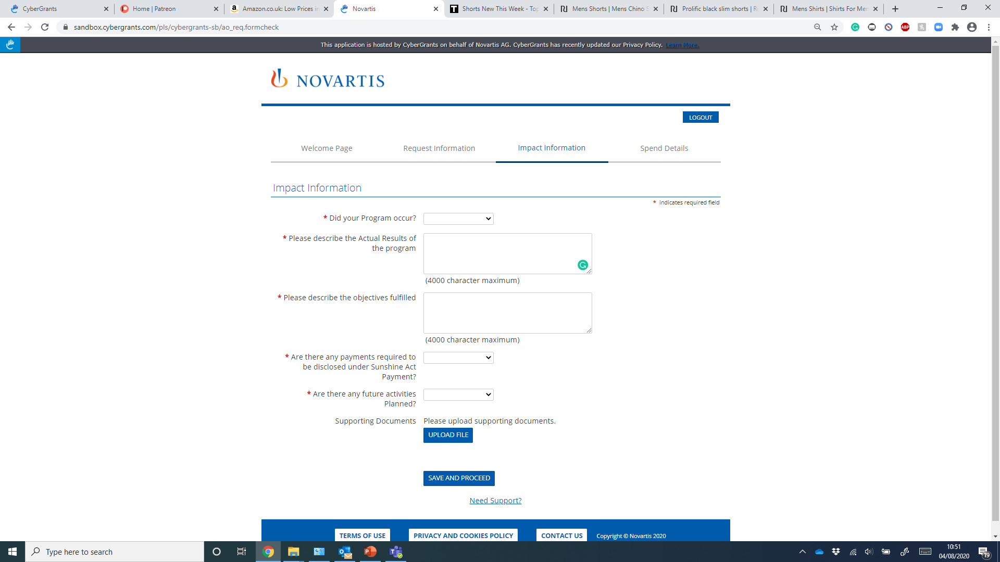 CyberGrants
Home | Patreon
Amazon.co.uk: Low Prices in
Novartis
Shorts New This Week - Top
Mens Shorts | Mens Chino S
Prolific black slim shorts | Ri
Mens Shirts | Shirts For Men
sandbox.cybergrants.com/pls/cybergrants-sb/ao_req.formcheck
ABP
This application is hosted by CyberGrants on behalf of Novartis AG. CyberGrants has recently updated our Privacy Policy. Learn More.
NOVARTIS
LOGOUT
Welcome Page
Request Information
Impact Information
Spend Details
Impact Information
* indicates required field
* Did your Program occur?
* Please describe the Actual Results of
the program
(4000 character maximum)
* Please describe the objectives fulfilled
(4000 character maximum)
* Are there any payments required to
be disclosed under Sunshine Act
Payment?
* Are there any future activities
Planned?
Supporting Documents
Please upload supporting documents.
UPLOAD FILE
SAVE AND PROCEED
Need Support?
TERMS OF USE
PRIVACY AND COOKIES POLICY
CONTACT US
Copyright © Novartis 2020
Type here to search
10:51
04/08/2020
19